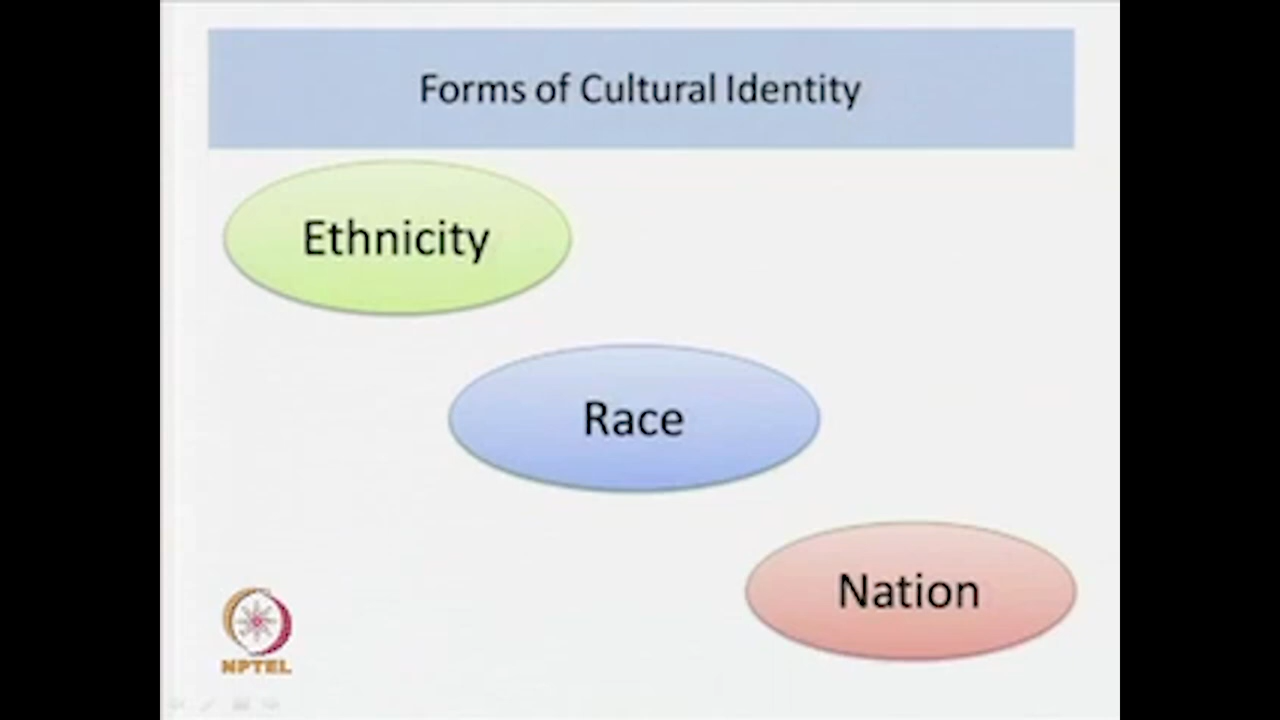 Forms of Cultural Identity
Ethnicity
Race
Nation
NPTEL